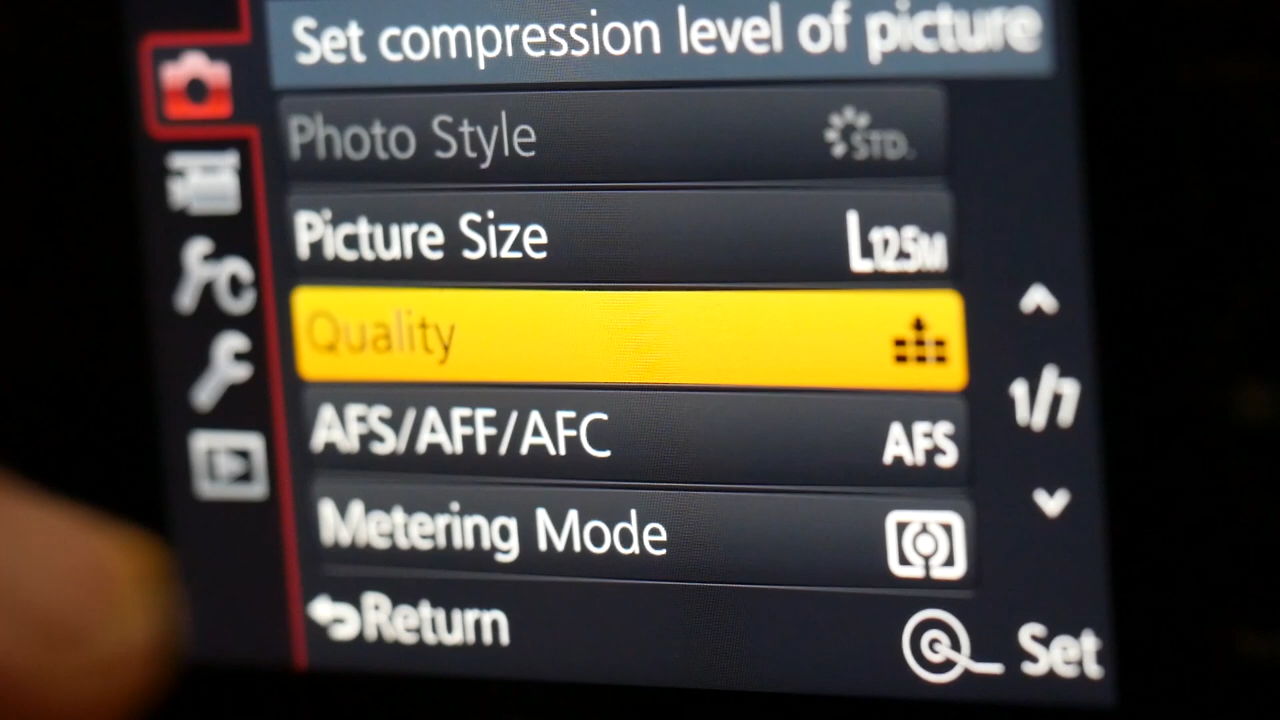 Set compression level of picture
Photo Style STD.
Picture Size L12.5M
Quality
AFS/AFF/AFC AFS
Metering Mode
1/7
Return Set